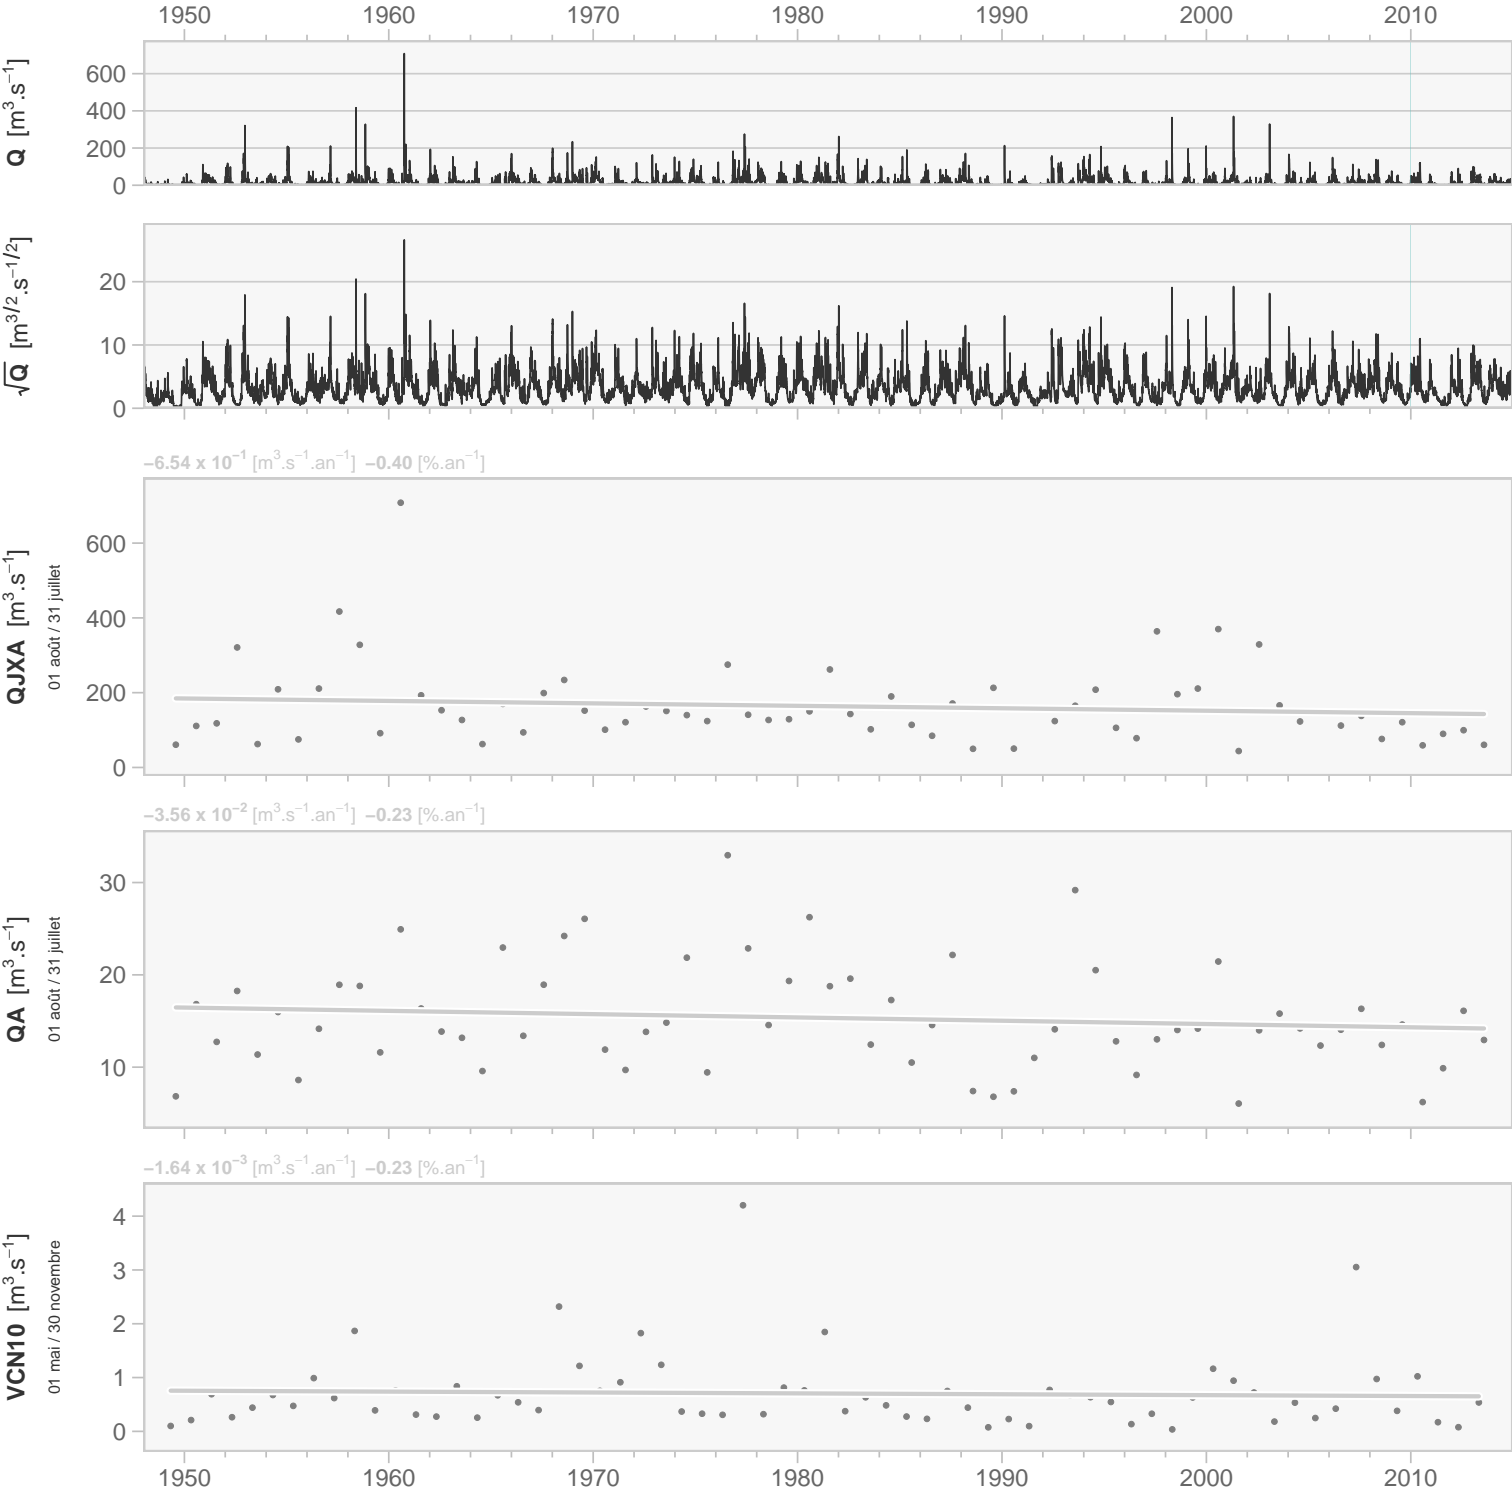 1950 1960 1970 1980 1990 2000 2010
Q [m³.s⁻¹]
600
400
200
0
√Q [m³ᐟ².s⁻¹ᐟ²]
20
10
0
−6.54 x 10⁻¹ [m³.s⁻¹.an⁻¹] −0.40 [%.an⁻¹]
QJXA [m³.s⁻¹]
01 août / 31 juillet
600
400
200
0
−3.56 x 10⁻² [m³.s⁻¹.an⁻¹] −0.23 [%.an⁻¹]
QA [m³.s⁻¹]
01 août / 31 juillet
30
20
10
−1.64 x 10⁻³ [m³.s⁻¹.an⁻¹] −0.23 [%.an⁻¹]
VCN10 [m³.s⁻¹]
01 mai / 30 novembre
4
3
2
1
0
1950 1960 1970 1980 1990 2000 2010